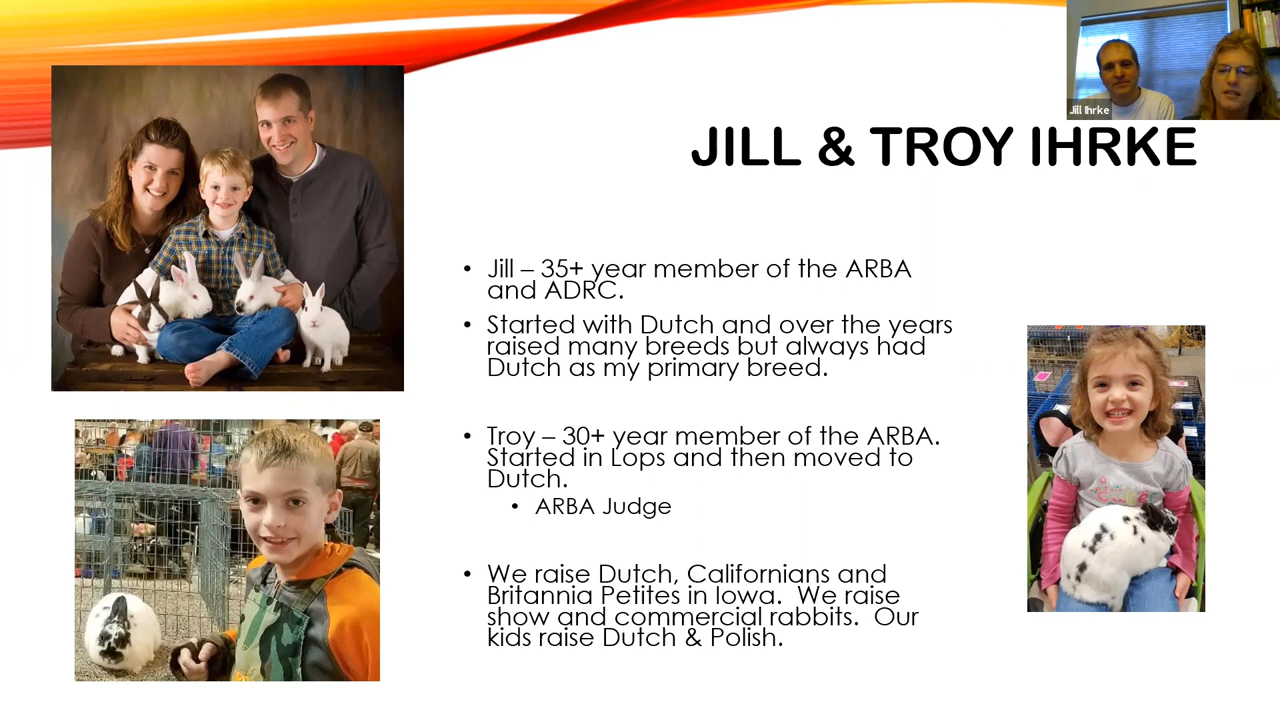 Jill Ihrke
JILL & TROY IHRKE
• Jill – 35+ year member of the ARBA
and ADRC.
• Started with Dutch and over the years
raised many breeds but always had
Dutch as my primary breed.
• Troy – 30+ year member of the ARBA.
Started in Lops and then moved to
Dutch.
• ARBA Judge
• We raise Dutch, Californians and
Britannia Petites in Iowa. We raise
show and commercial rabbits. Our
kids raise Dutch & Polish.